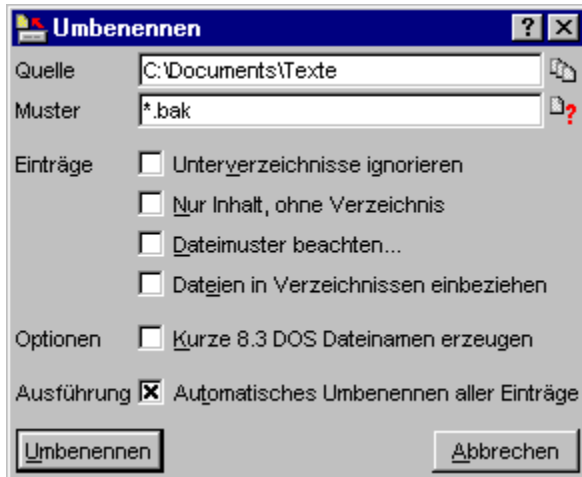 Umbenennen
Quelle C:\Documents\Texte
Muster *.bak
Einträge Unterverzeichnisse ignorieren
Nur Inhalt, ohne Verzeichnis
Dateimuster beachten...
Dateien in Verzeichnissen einbeziehen
Optionen Kurze 8.3 DOS Dateinamen erzeugen
Ausführung Automatisches Umbenennen aller Einträge
Umbenennen Abbrechen